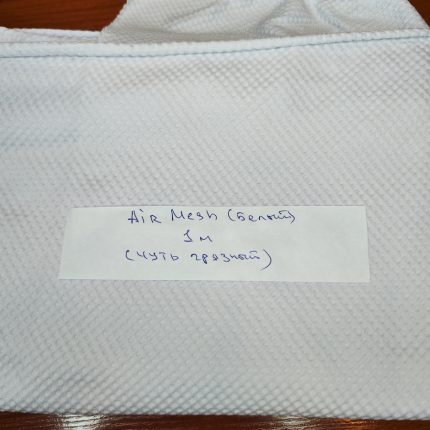 Air Mesh (Белый)
1 м
(чуть грязный)